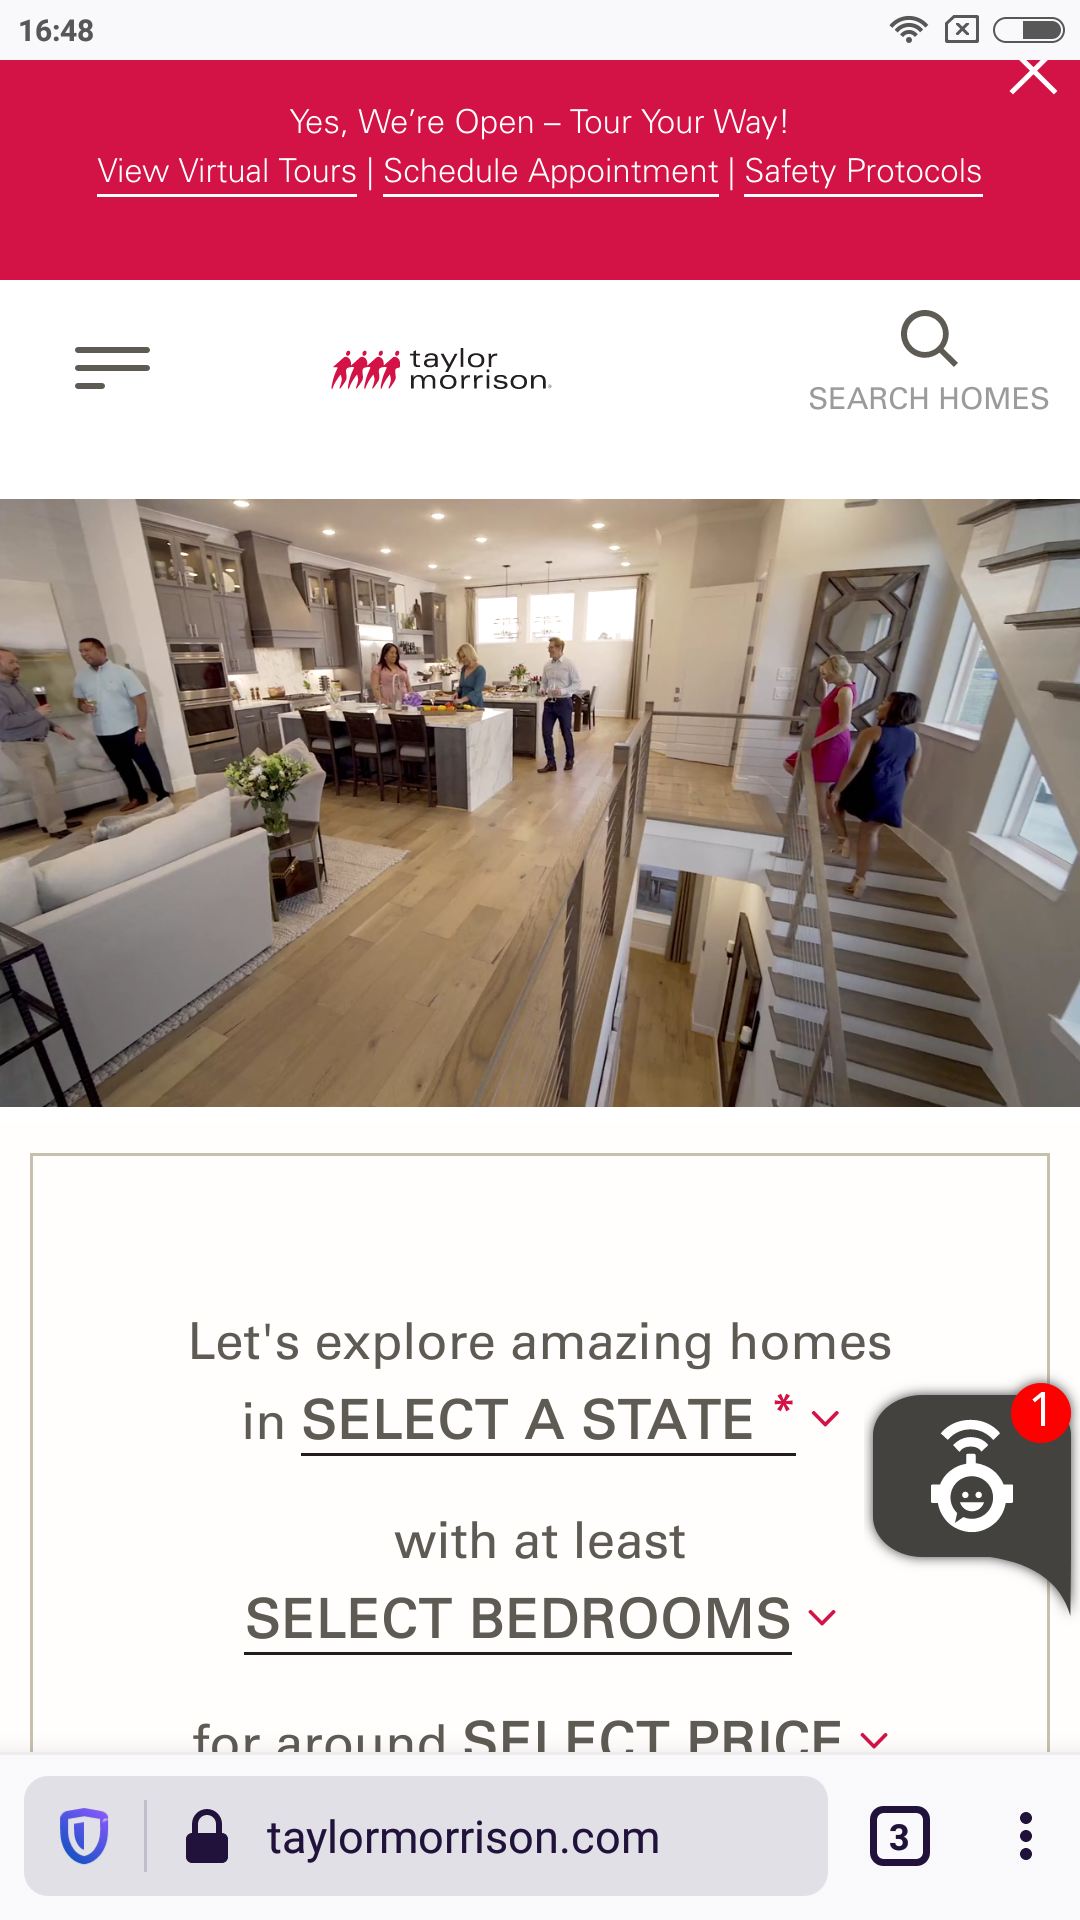 16:48
Yes, We’re Open – Tour Your Way!
View Virtual Tours | Schedule Appointment | Safety Protocols
taylor
morrison
SEARCH HOMES
Let's explore amazing homes
in SELECT A STATE *
1
with at least
SELECT BEDROOMS
for around SELECT PRICE
taylormorrison.com
3